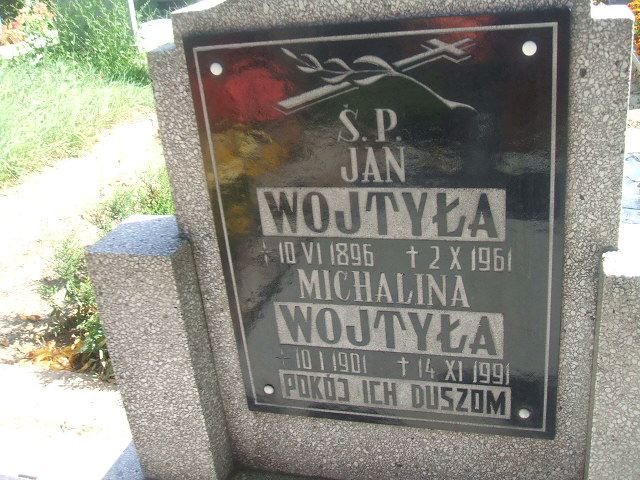 Ś.P.
JAN
WOJTYŁA
* 10 VI 1896 † 2 X 1961
MICHALINA
WOJTYŁA
* 10 I 1901 † 14 XI 1991
POKÓJ ICH DUSZOM